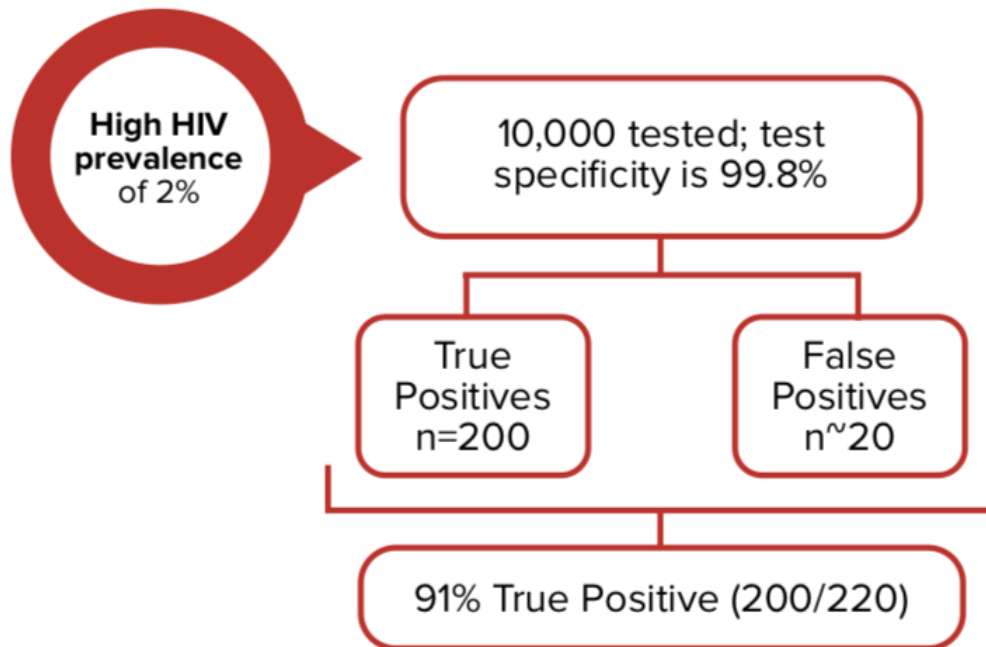 High HIV
prevalence
of 2%
10,000 tested; test
specificity is 99.8%
True
Positives
n=200
False
Positives
n~20
91% True Positive (200/220)